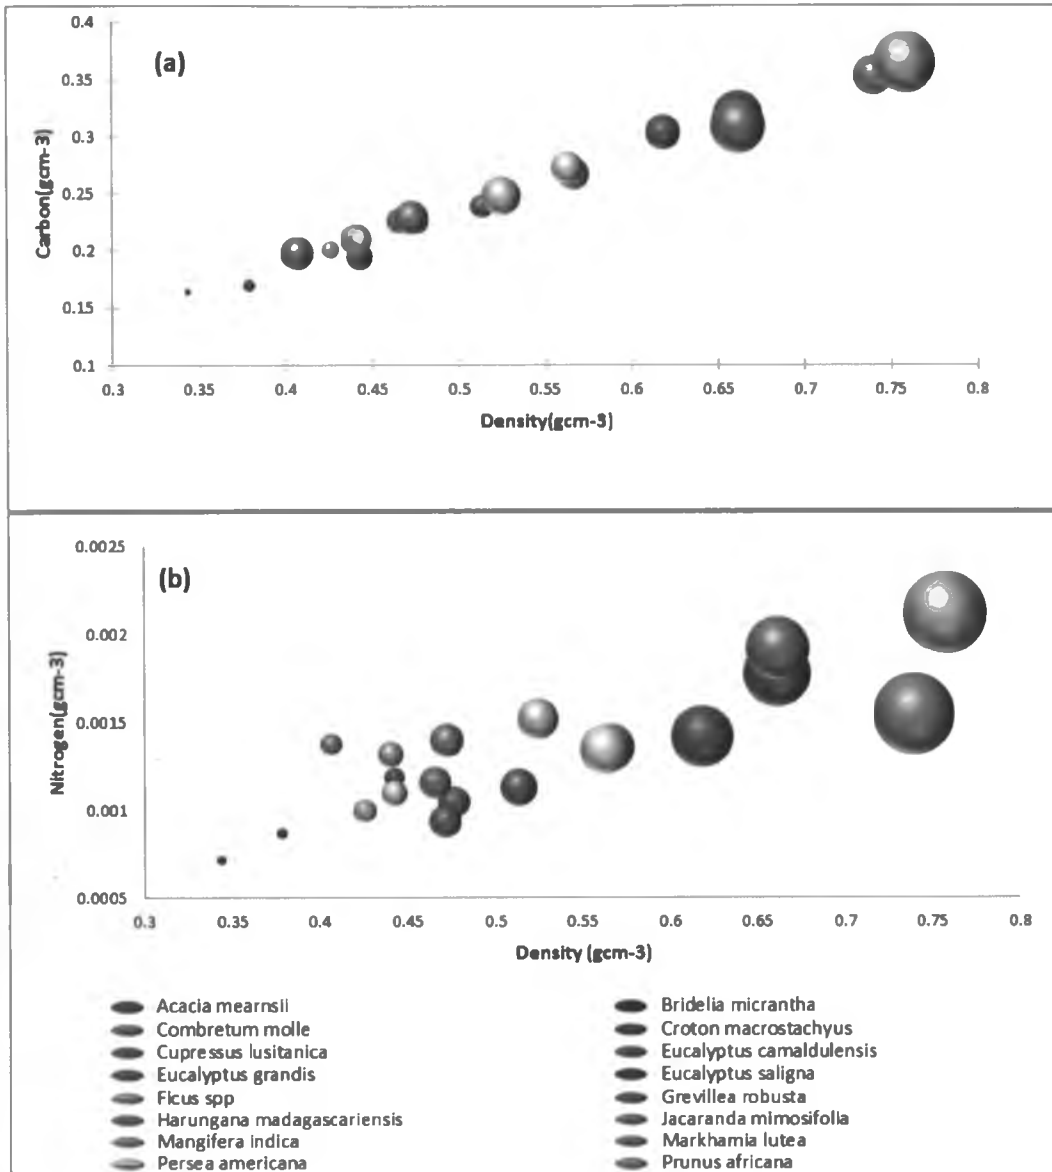 (a)
Carbon(gcm-3)
0.4
0.35
0.3
0.25
0.2
0.15
0.1
0.3 0.35 0.4 0.45 0.5 0.55 0.6 0.65 0.7 0.75 0.8
Density(gcm-3)
(b)
Nitrogen(gcm-3)
0.0025
0.002
0.0015
0.001
0.0005
0.3 0.35 0.4 0.45 0.5 0.55 0.6 0.65 0.7 0.75 0.8
Density (gcm-3)
Acacia mearnsii
Combretum molle
Cupressus lusitanica
Eucalyptus grandis
Ficus spp
Harungana madagascariensis
Mangifera indica
Persea americana
Bridelia micrantha
Croton macrostachyus
Eucalyptus camaldulensis
Eucalyptus saligna
Grevillea robusta
Jacaranda mimosifolia
Markhamia lutea
Prunus africana